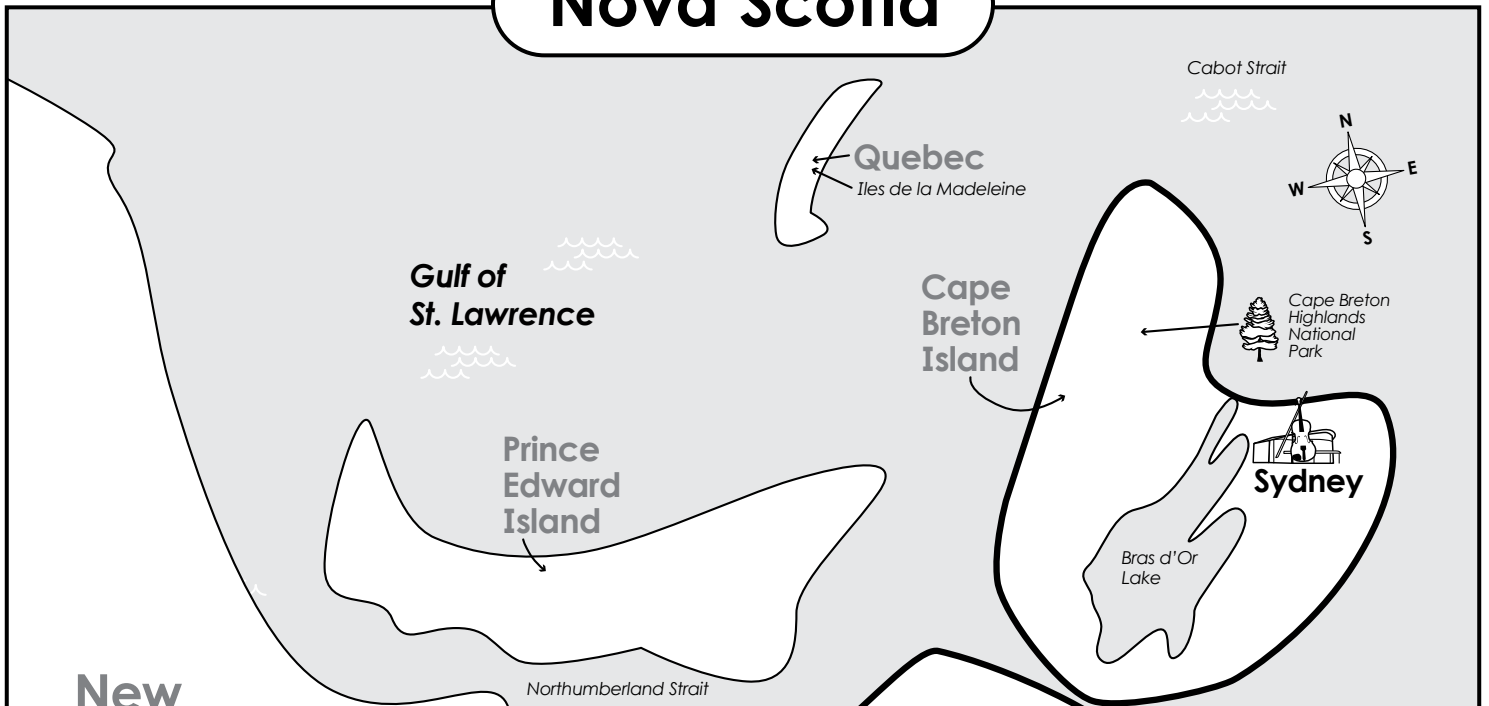 Nova Scotia
Cabot Strait
N
E
W
S
Quebec
Iles de la Madeleine
Gulf of
St. Lawrence
Cape
Breton
Island
Cape Breton
Highlands
National
Park
Prince
Edward
Island
Sydney
Bras d'Or
Lake
New
Northumberland Strait